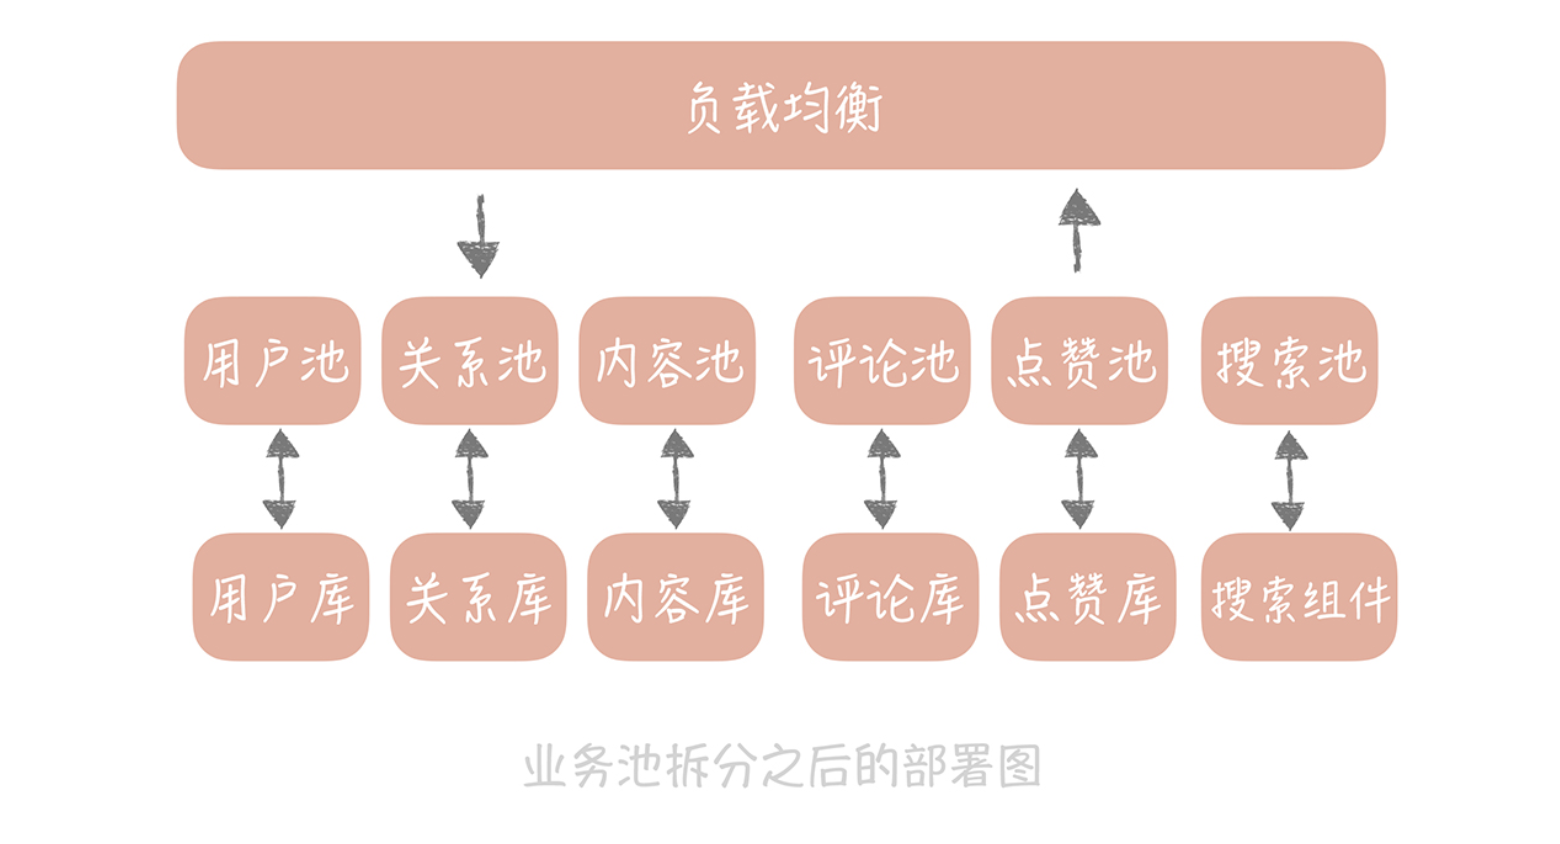 负载均衡
用户池 关系池 内容池 评论池 点赞池 搜索池
用户库 关系库 内容库 评论库 点赞库 搜索组件
业务池拆分之后的部署图